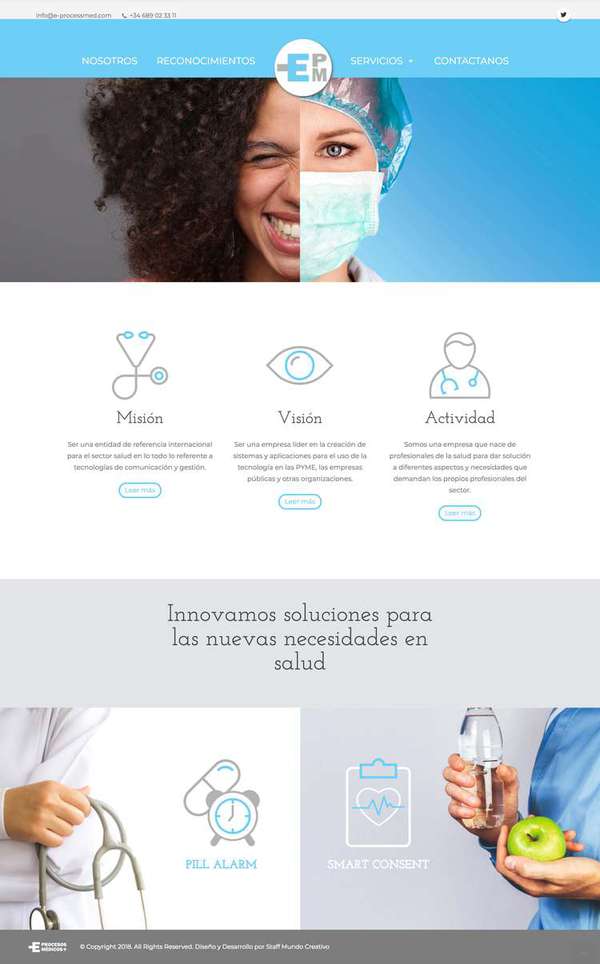 info@e-processmed.com +34 689 02 33 11
NOSOTROS RECONOCIMIENTOS EPM SERVICIOS CONTACTANOS
Misión
Ser una entidad de referencia internacional
para el sector salud en lo todo lo referente a
tecnologías de comunicación y gestión.
Leer más
Visión
Ser una empresa líder en la creación de
sistemas y aplicaciones para el uso de la
tecnología en las PYME, las empresas
públicas y otras organizaciones.
Leer más
Actividad
Somos una empresa que nace de
profesionales de la salud para dar solución
a diferentes aspectos y necesidades que
demandan los propios profesionales del
sector.
Leer más
Innovamos soluciones para
las nuevas necesidades en
salud
PILL ALARM
SMART CONSENT
E PROCESOS
MÉDICOS+
© Copyright 2018. All Rights Reserved. Diseño y Desarrollo por Staff Mundo Creativo